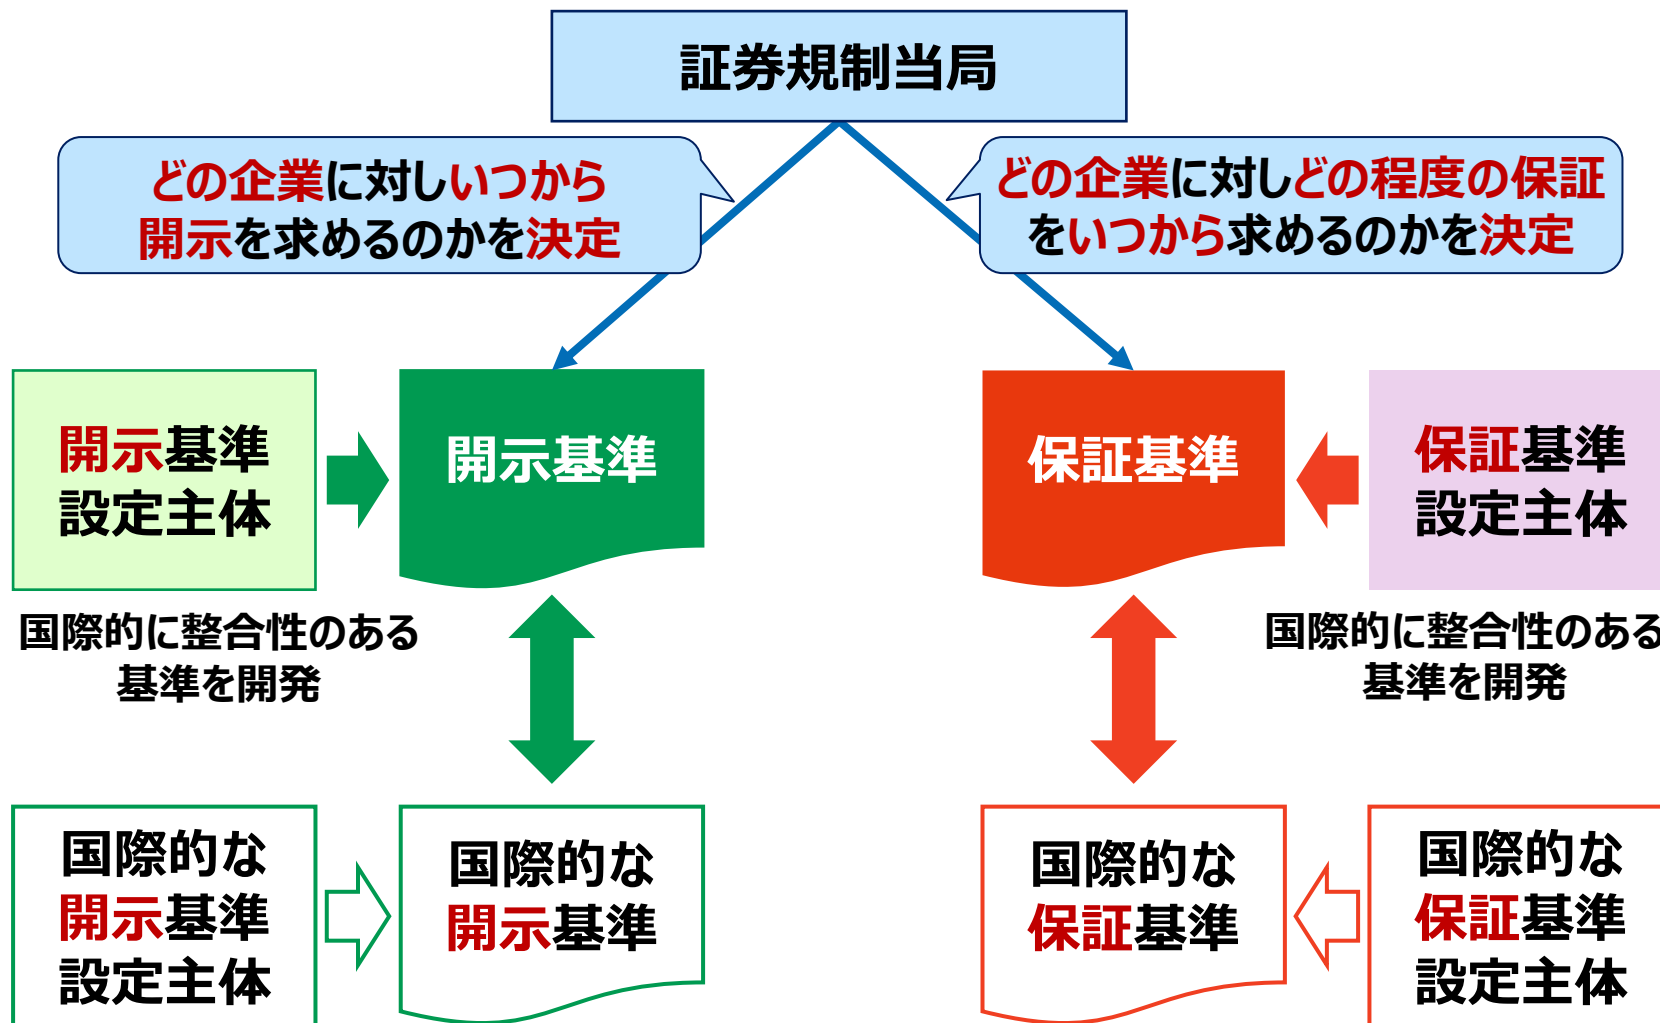 証券規制当局
どの企業に対しいつから
開示を求めるのかを決定
どの企業に対しどの程度の保証
をいつから求めるのかを決定
開示基準
設定主体
開示基準
保証基準
保証基準
設定主体
国際的に整合性のある
基準を開発
国際的に整合性のある
基準を開発
国際的な
開示基準
設定主体
国際的な
開示基準
国際的な
保証基準
国際的な
保証基準
設定主体